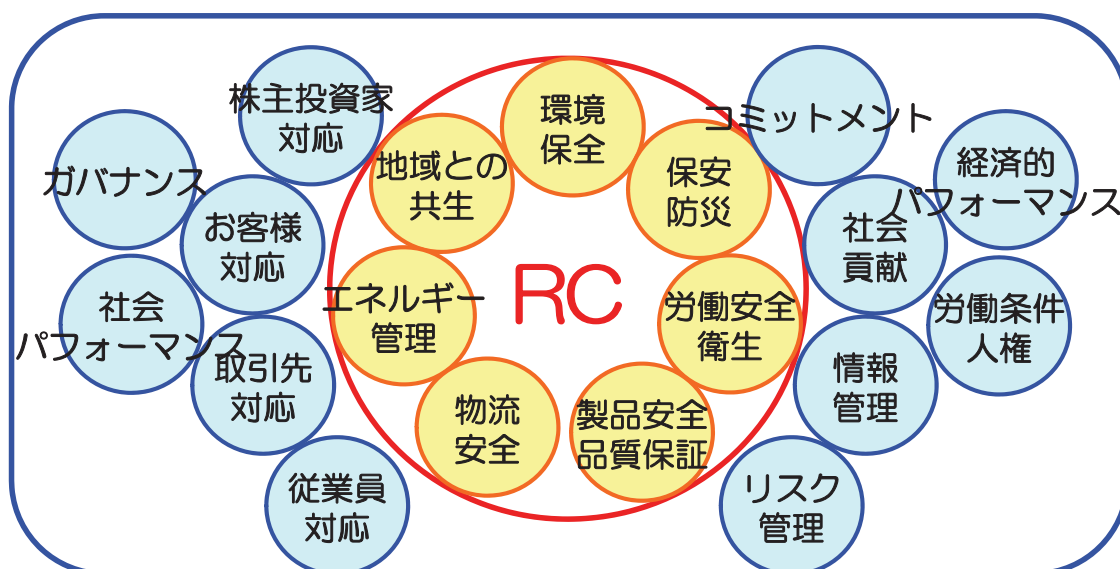 株主投資家
対応
ガバナンス
お客様
対応
社会
パフォーマンス
取引先
対応
従業員
対応
環境
保全
地域との
共生
保安
防災
エネルギー
管理
RC
労働安全
衛生
物流
安全
製品安全
品質保証
コミットメント
経済的
パフォーマンス
社会
貢献
労働条件
人権
情報
管理
リスク
管理